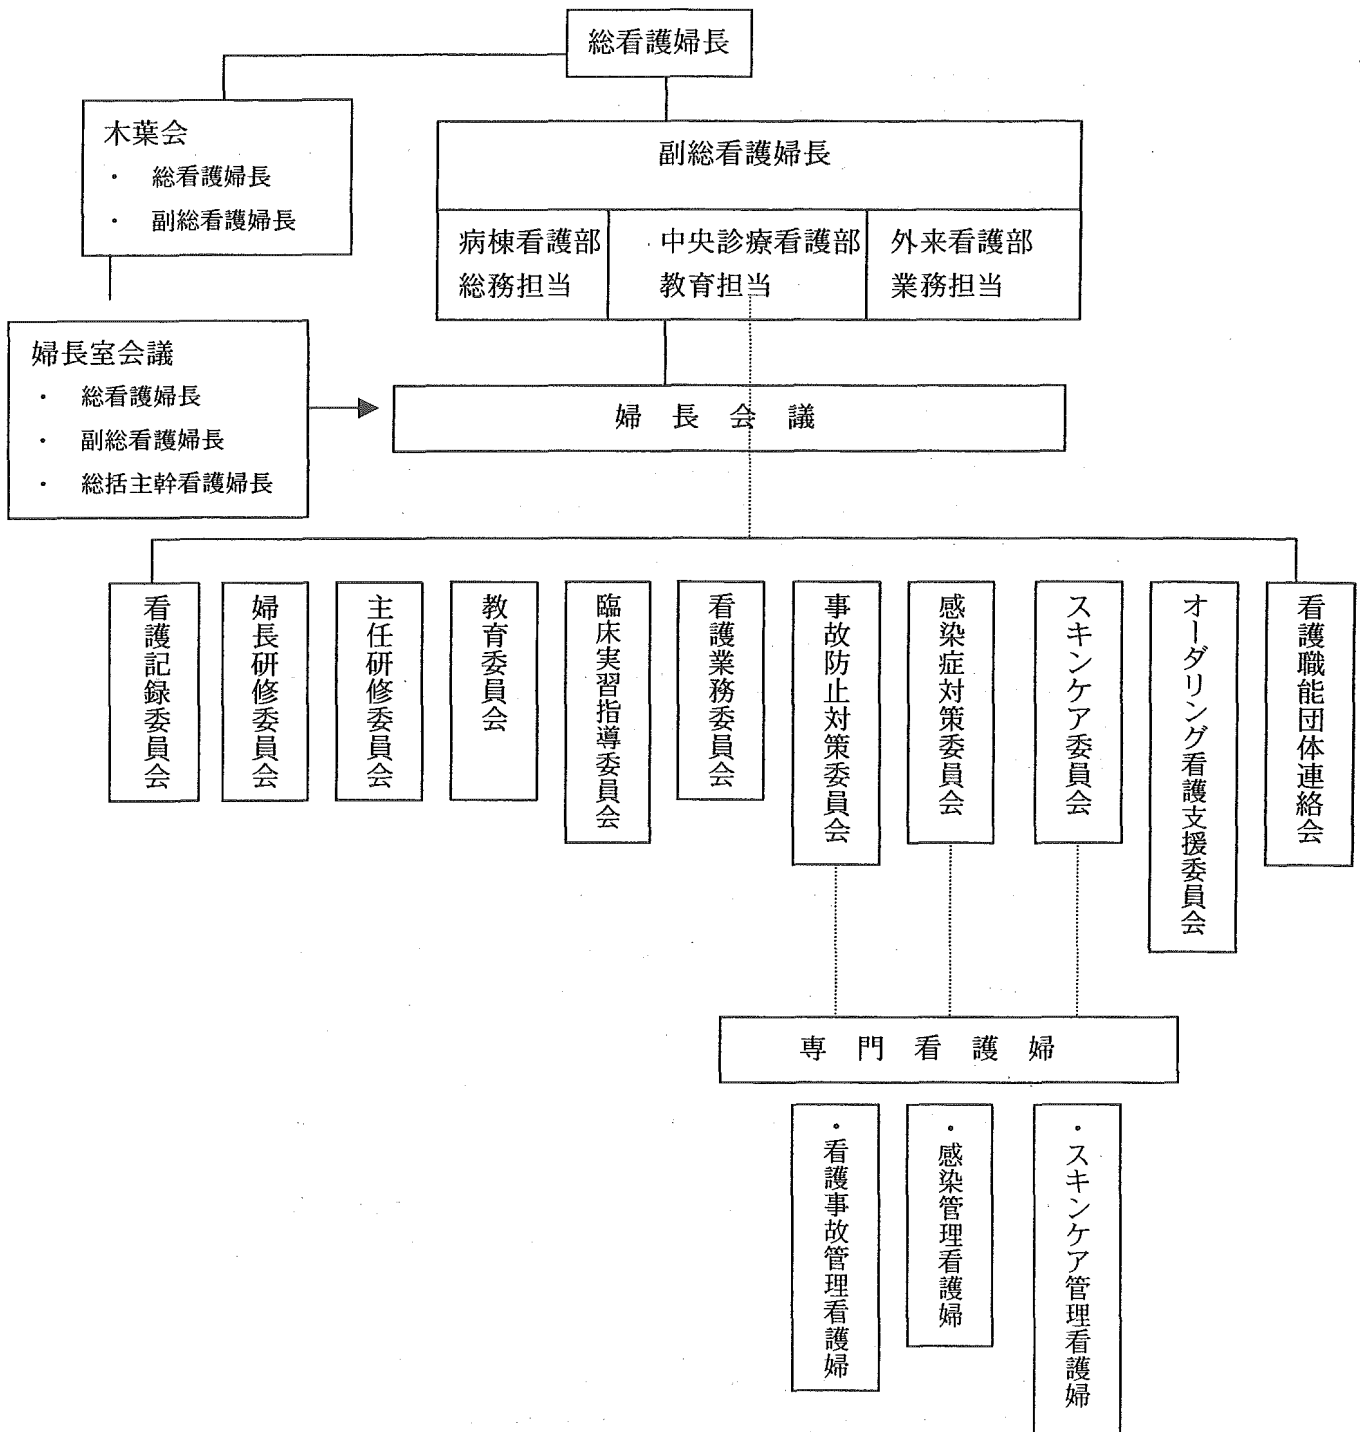 総看護婦長
木葉会
・ 総看護婦長
・ 副総看護婦長
副総看護婦長
病棟看護部
総務担当
中央診療看護部
教育担当
外来看護部
業務担当
婦長室会議
・ 総看護婦長
・ 副総看護婦長
・ 総括主幹看護婦長
婦 長 会 議
看護記録委員会
婦長研修委員会
主任研修委員会
教育委員会
臨床実習指導委員会
看護業務委員会
事故防止対策委員会
感染症対策委員会
スキンケア委員会
オーダリング看護支援委員会
看護職能団体連絡会
専 門 看 護 婦
・看護事故管理看護婦
・感染管理看護婦
・スキンケア管理看護婦